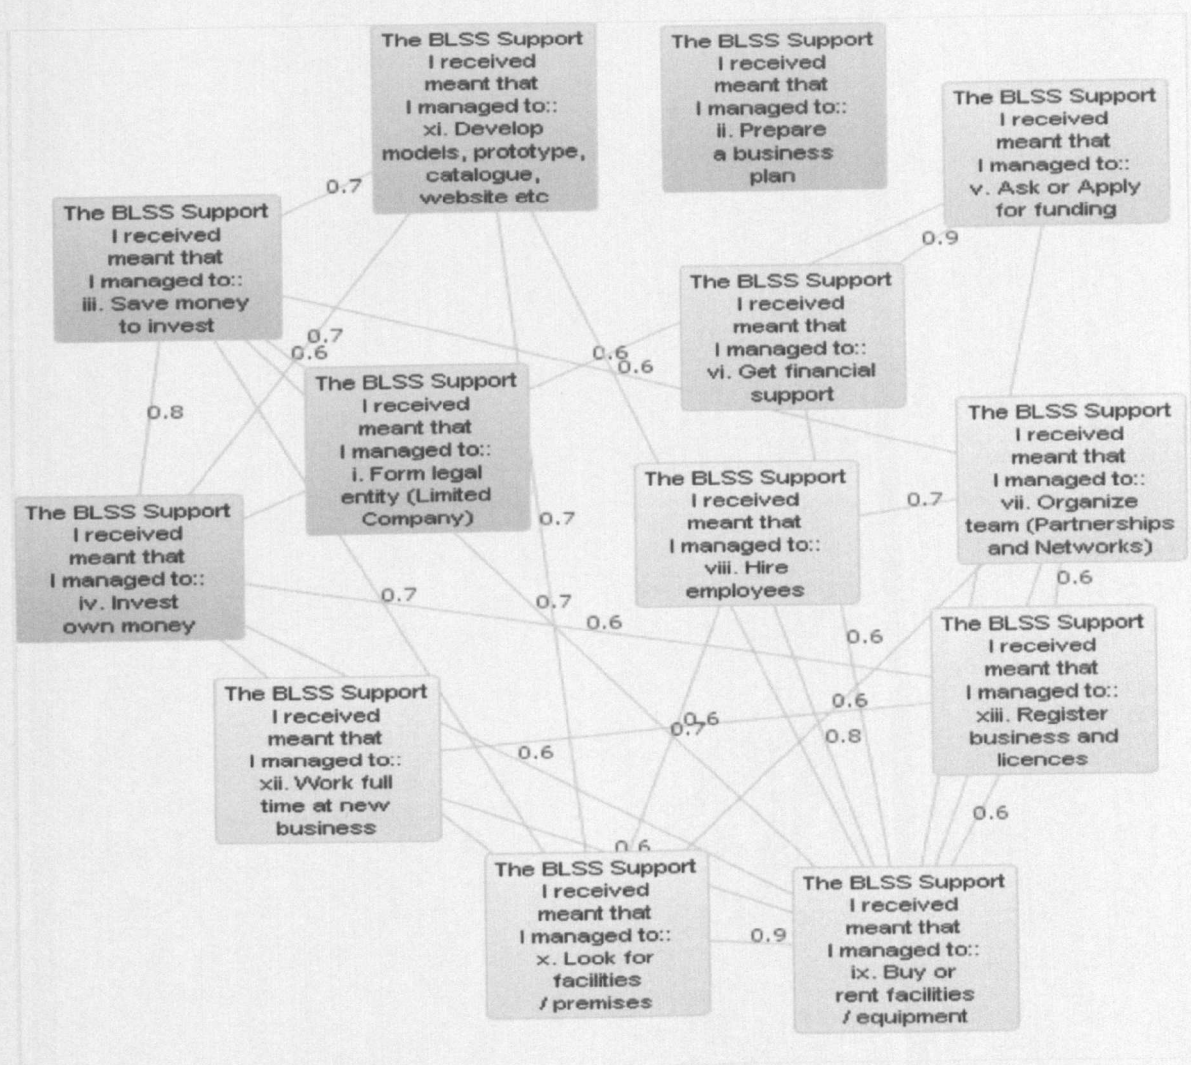 The BLSS Support
I received
meant that
I managed to::
xi. Develop
models, prototype,
catalogue,
website etc
The BLSS Support
I received
meant that
I managed to::
ii. Prepare
a business
plan
The BLSS Support
I received
meant that
I managed to::
v. Ask or Apply
for funding
0.7
The BLSS Support
I received
meant that
I managed to::
iii. Save money
to invest
0.9
The BLSS Support
I received
meant that
I managed to::
vi. Get financial
support
0.7
0.6
0.6
0.6
The BLSS Support
I received
meant that
I managed to::
i. Form legal
entity (Limited
Company)
0.8
The BLSS Support
I received
meant that
I managed to::
vii. Organize
team (Partnerships
and Networks)
The BLSS Support
I received
meant that
I managed to::
viii. Hire
employees
0.7
The BLSS Support
I received
meant that
I managed to::
iv. Invest
own money
0.7
0.6
0.7
0.7
0.6
0.6
The BLSS Support
I received
meant that
I managed to::
xiii. Register
business and
licences
The BLSS Support
I received
meant that
I managed to::
xii. Work full
time at new
business
0.6
0.6
0.7
0.8
0.6
0.6
0.6
The BLSS Support
I received
meant that
I managed to::
x. Look for
facilities
/ premises
0.9
The BLSS Support
I received
meant that
I managed to::
ix. Buy or
rent facilities
/ equipment